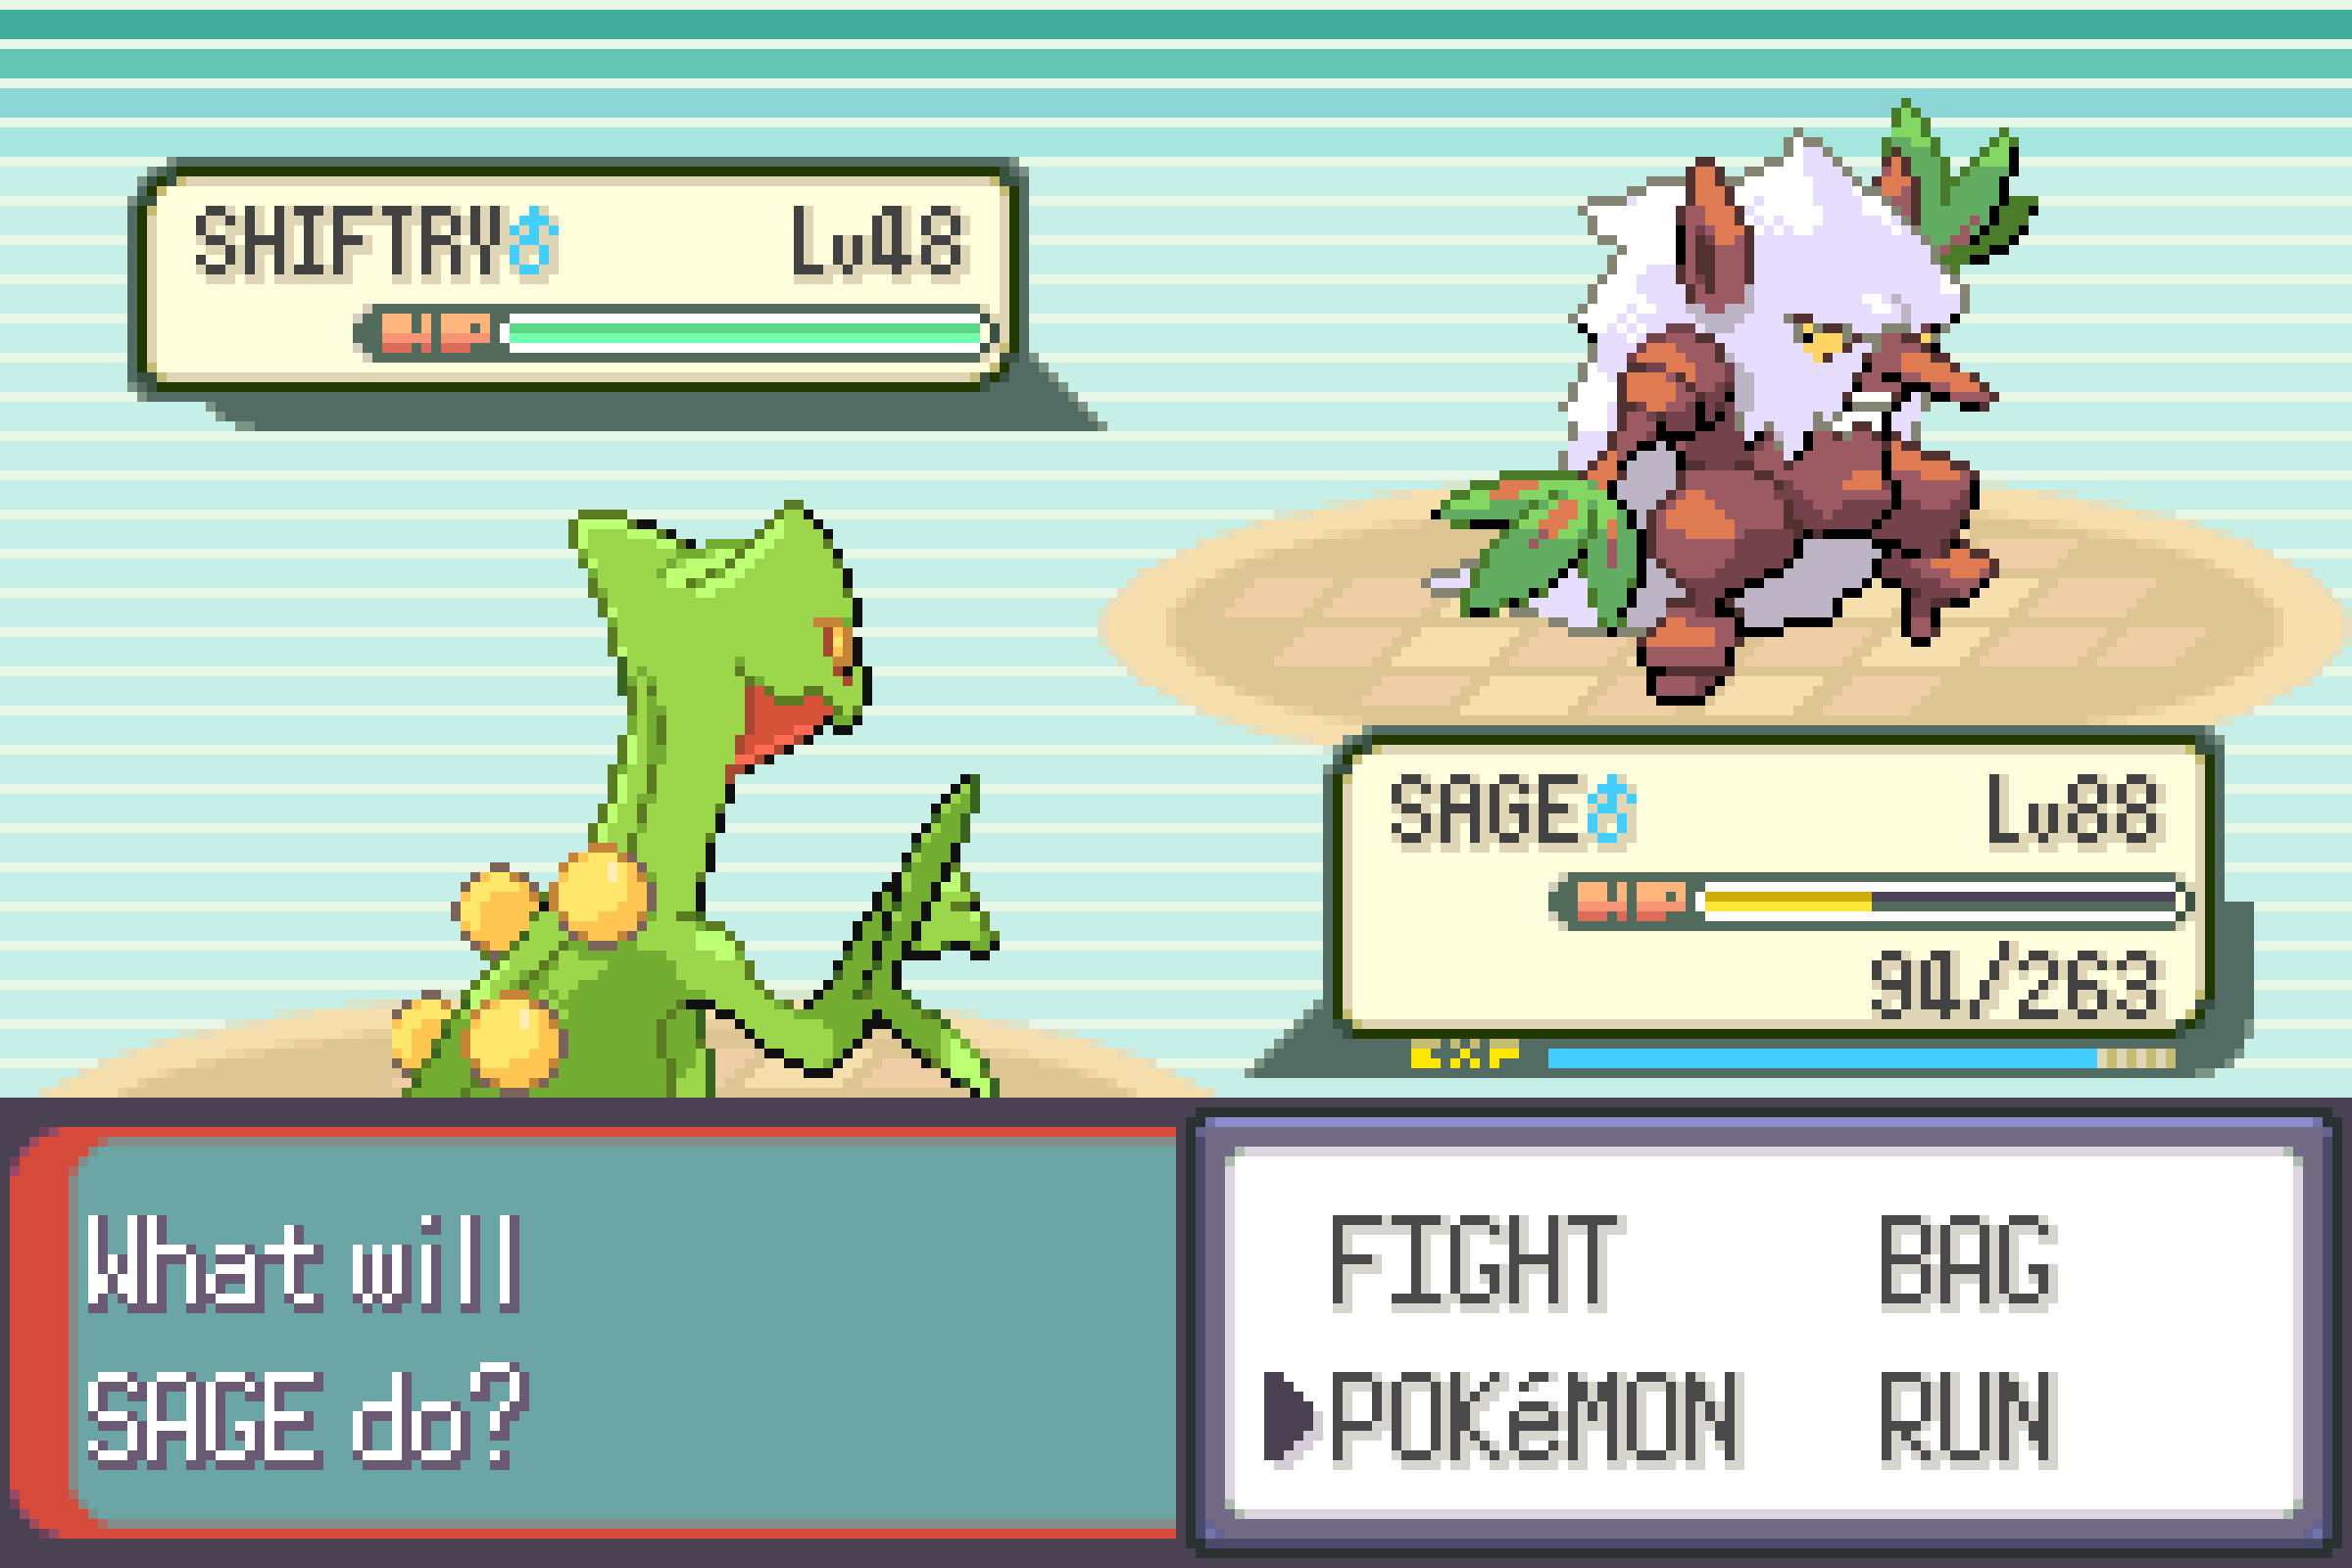 SHIFTRY♂ Lv48
HP
SAGE♂ Lv88
HP
94/263
EXP
What will
SAGE do?
FIGHT BAG
▶POKéMON RUN